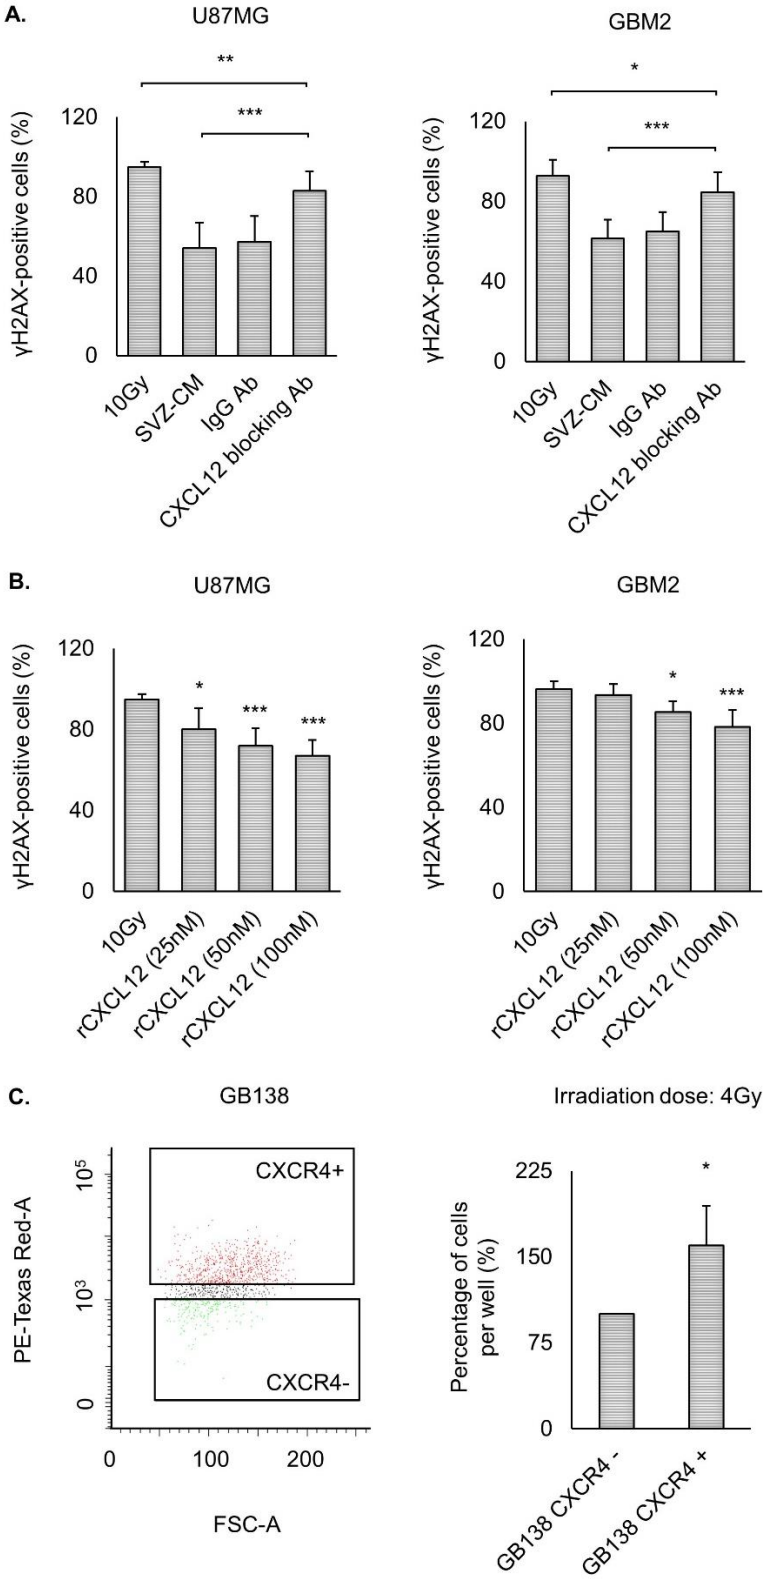 A.
U87MG
GBM2
**
***
*
***
γH2AX-positive cells (%)
120
80
40
0
10Gy
SVZ-CM
IgG Ab
CXCL12 blocking Ab
γH2AX-positive cells (%)
120
80
40
0
10Gy
SVZ-CM
IgG Ab
CXCL12 blocking Ab
B.
U87MG
GBM2
γH2AX-positive cells (%)
120
80
40
0
*
***
***
10Gy
rCXCL12 (25nM)
rCXCL12 (50nM)
rCXCL12 (100nM)
γH2AX-positive cells (%)
120
80
40
0
*
***
10Gy
rCXCL12 (25nM)
rCXCL12 (50nM)
rCXCL12 (100nM)
C.
GB138
Irradiation dose: 4Gy
PE-Texas Red-A
10⁵
10³
0
CXCR4+
CXCR4-
0
100
200
FSC-A
Percentage of cells
per well (%)
225
150
75
0
*
GB138 CXCR4 -
GB138 CXCR4 +